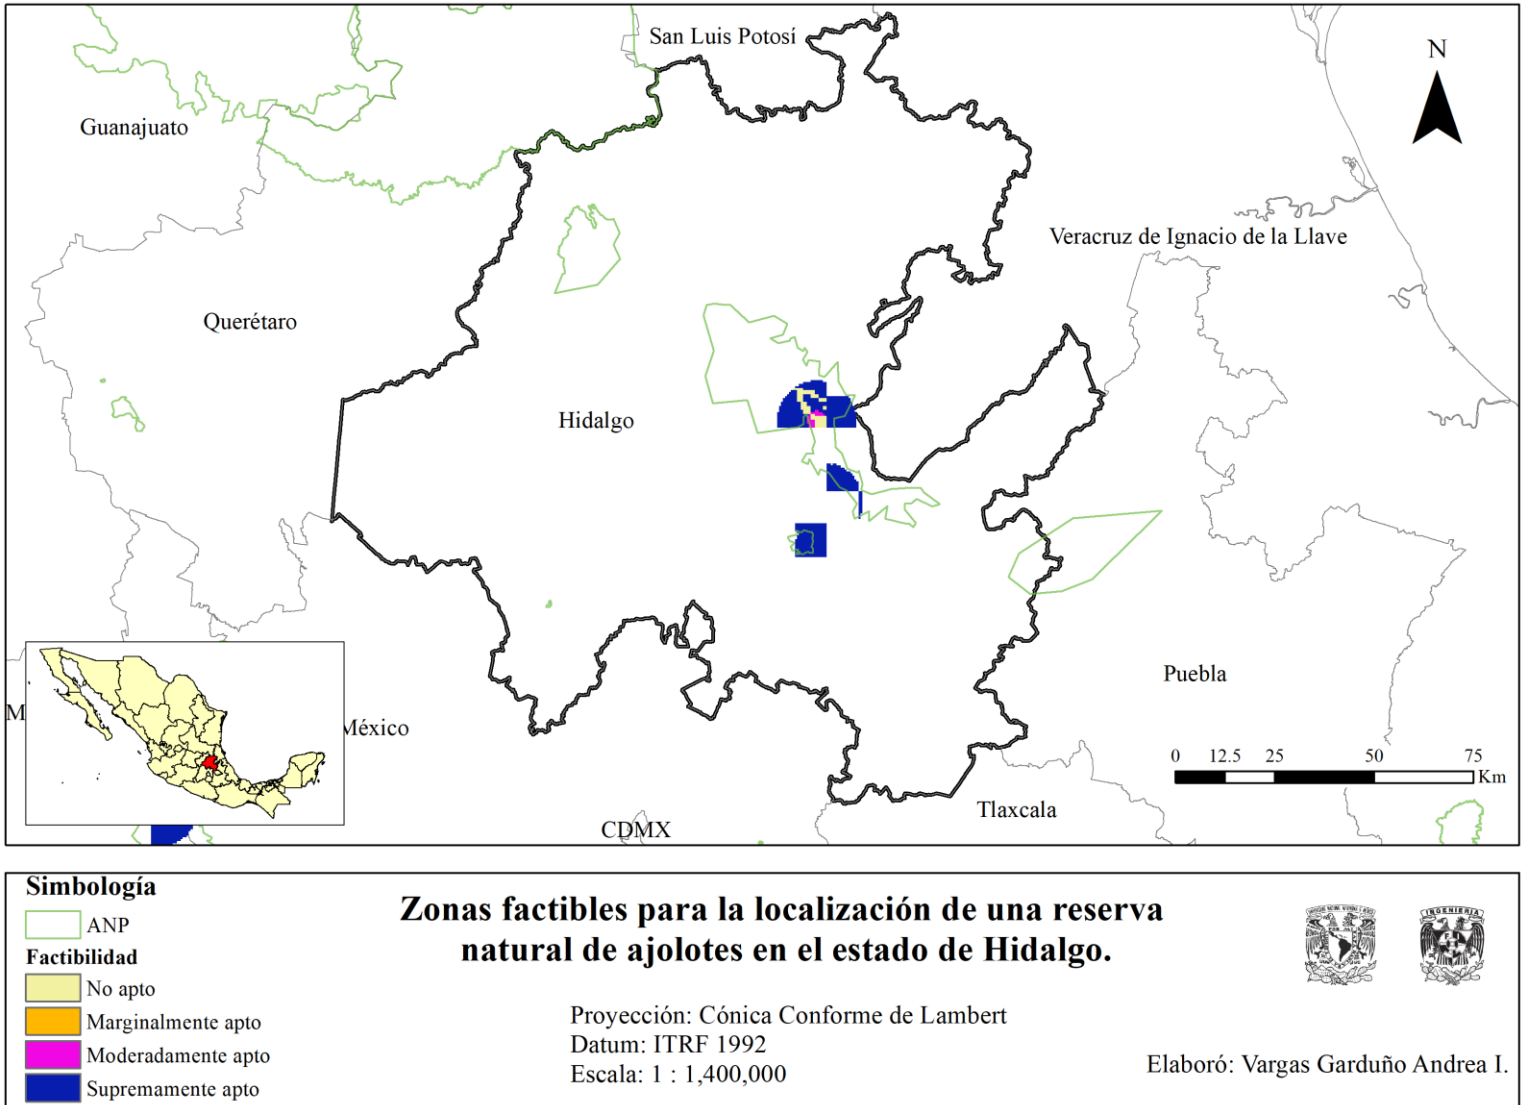 San Luis Potosí
N
Guanajuato
Veracruz de Ignacio de la Llave
Querétaro
Hidalgo
Puebla
M
México
0 12.5 25 50 75
Km
Tlaxcala
CDMX
Simbología
ANP
Factibilidad
No apto
Marginalmente apto
Moderadamente apto
Supremamente apto
Zonas factibles para la localización de una reserva
natural de ajolotes en el estado de Hidalgo.
Proyección: Cónica Conforme de Lambert
Datum: ITRF 1992
Escala: 1 : 1,400,000
INGENIERIA
Elaboró: Vargas Garduño Andrea I.